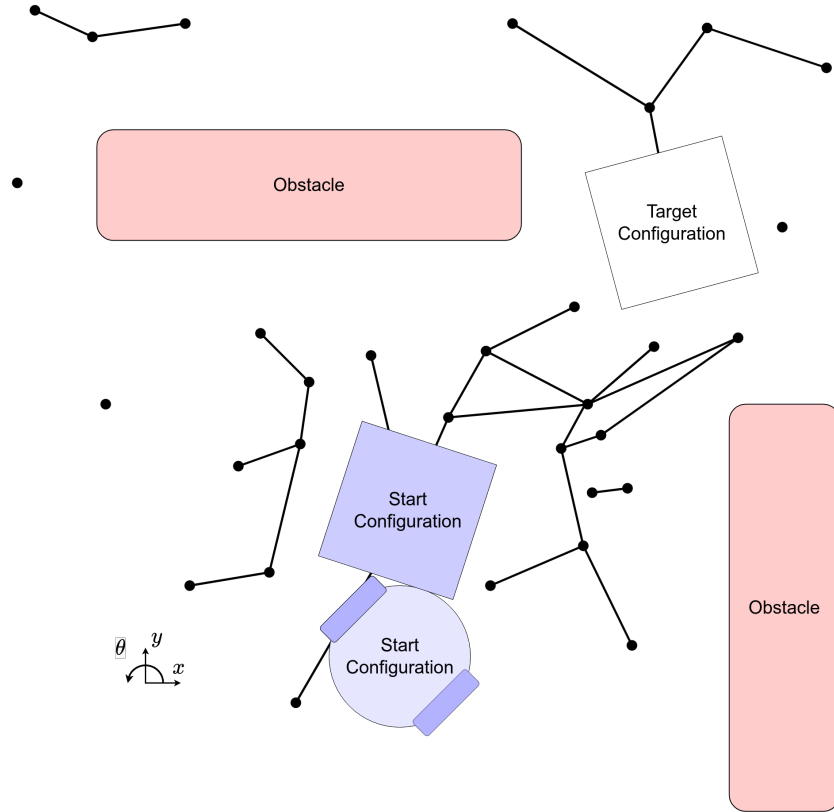 Obstacle
Target
Configuration
Start
Configuration
Obstacle
Start
Configuration
θ
y
x